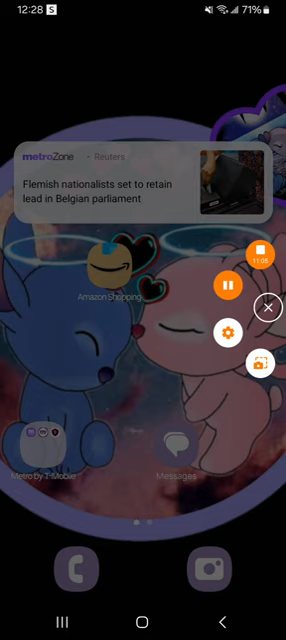 12:28 S 71%
metroZone • Reuters
Flemish nationalists set to retain
lead in Belgian parliament
11:05
Amazon Shopping
Metro by T-Mobile
Messages